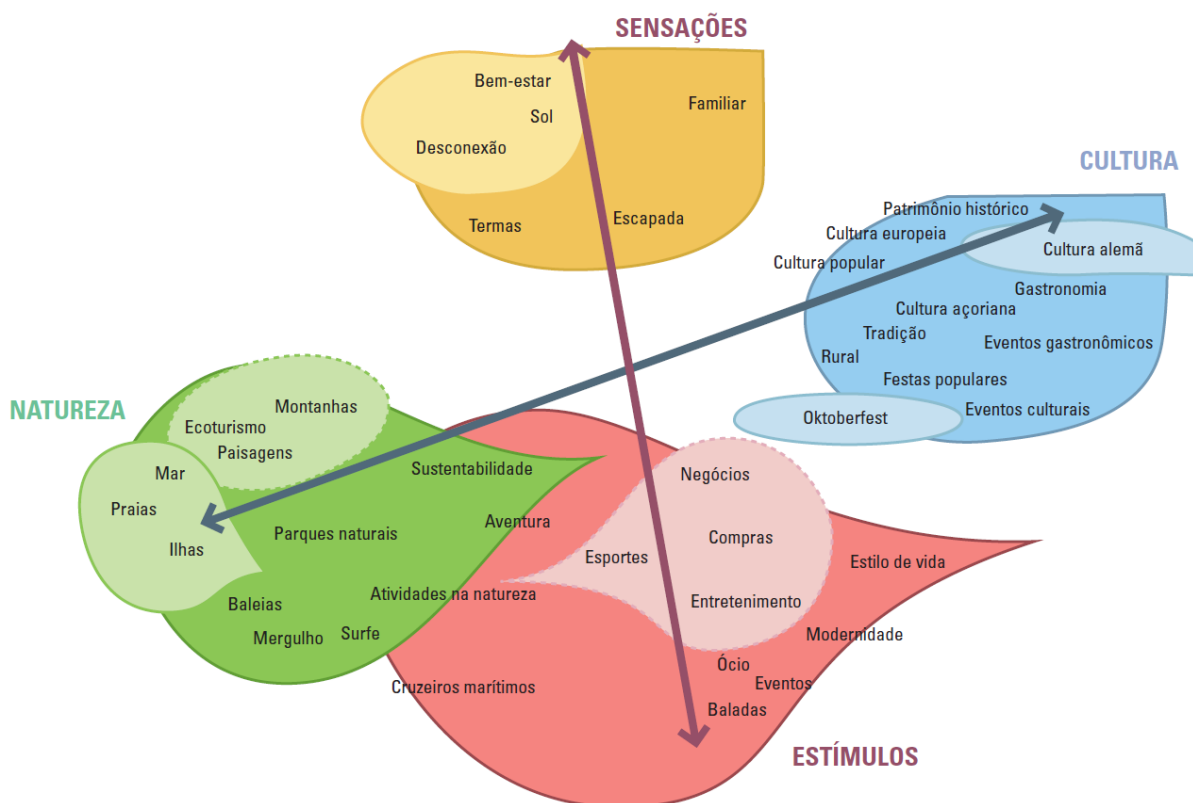 SENSAÇÕES
Bem-estar
Familiar
Sol
Desconexão
Termas
Escapada
CULTURA
Patrimônio histórico
Cultura europeia
Cultura alemã
Cultura popular
Gastronomia
Cultura açoriana
Tradição
Eventos gastronômicos
Rural
Festas populares
Oktoberfest
Eventos culturais
NATUREZA
Montanhas
Ecoturismo
Paisagens
Mar
Sustentabilidade
Praias
Parques naturais
Ilhas
Baleias
Mergulho
Surfe
Aventura
Atividades na natureza
Cruzeiros marítimos
Negócios
Compras
Esportes
Estilo de vida
Entretenimento
Modernidade
Ócio
Eventos
Baladas
ESTÍMULOS